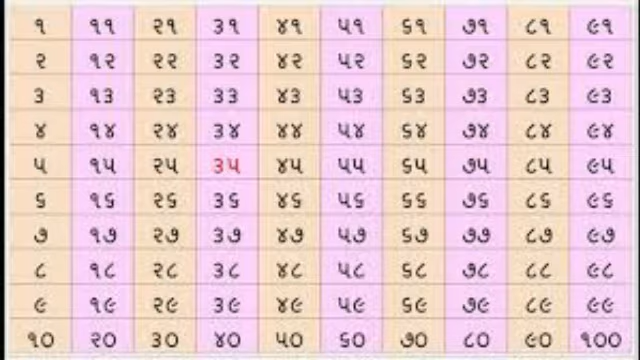 ૧ ૧૧ ૨૧ ૩૧ ૪૧ ૫૧ ૬૧ ૭૧ ૮૧ ૯૧
૨ ૧૨ ૨૨ ૩૨ ૪૨ ૫૨ ૬૨ ૭૨ ૮૨ ૯૨
૩ ૧૩ ૨૩ ૩૩ ૪૩ ૫૩ ૬૩ ૭૩ ૮૩ ૯૩
૪ ૧૪ ૨૪ ૩૪ ૪૪ ૫૪ ૬૪ ૭૪ ૮૪ ૯૪
૫ ૧૫ ૨૫ ૩૫ ૪૫ ૫૫ ૬૫ ૭૫ ૮૫ ૯૫
૬ ૧૬ ૨૬ ૩૬ ૪૬ ૫૬ ૬૬ ૭૬ ૮૬ ૯૬
૭ ૧૭ ૨૭ ૩૭ ૪૭ ૫૭ ૬૭ ૭૭ ૮૭ ૯૭
૮ ૧૮ ૨૮ ૩૮ ૪૮ ૫૮ ૬૮ ૭૮ ૮૮ ૯૮
૯ ૧૯ ૨૯ ૩૯ ૪૯ ૫૯ ૬૯ ૭૯ ૮૯ ૯૯
૧૦ ૨૦ ૩૦ ૪૦ ૫૦ ૬૦ ૭૦ ૮૦ ૯૦ ૧૦૦